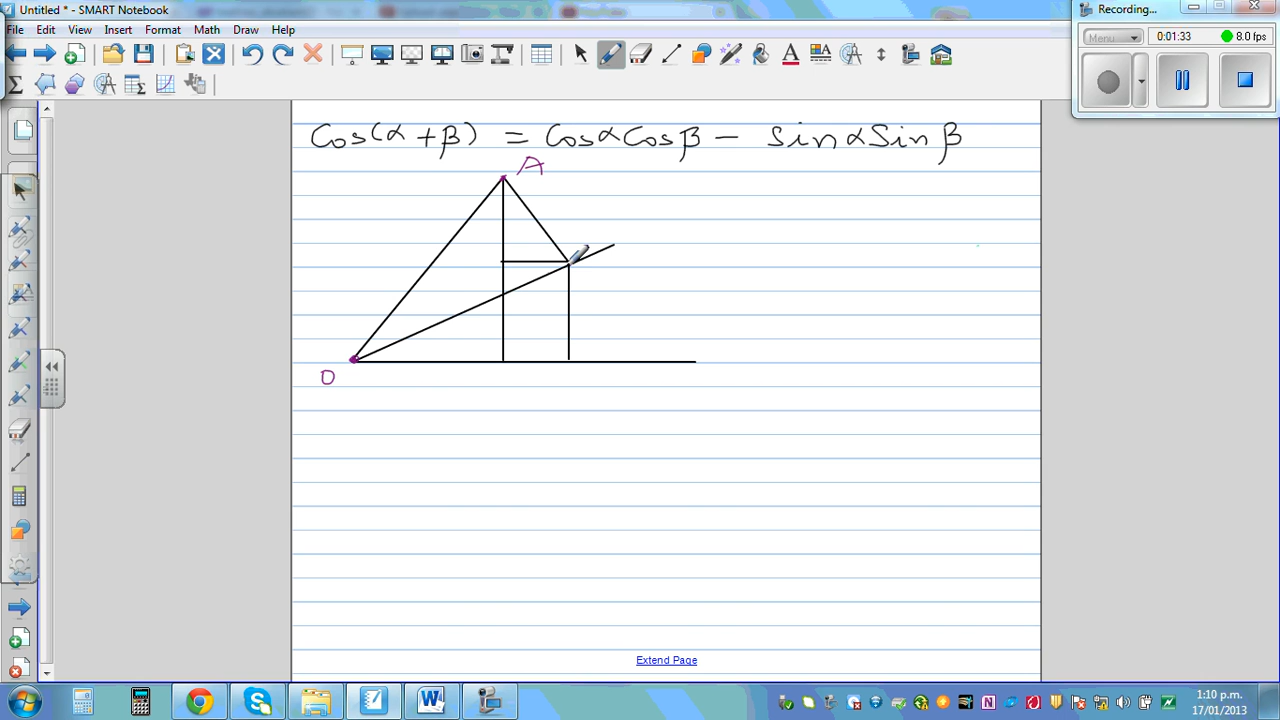 Untitled * - SMART Notebook
File Edit View Insert Format Math Draw Help
Recording...
Menu
0:01:33
8.0 fps
Cos(α + β) = Cosα Cosβ − Sinα Sinβ
A
O
Extend Page
1:10 p.m.
17/01/2013